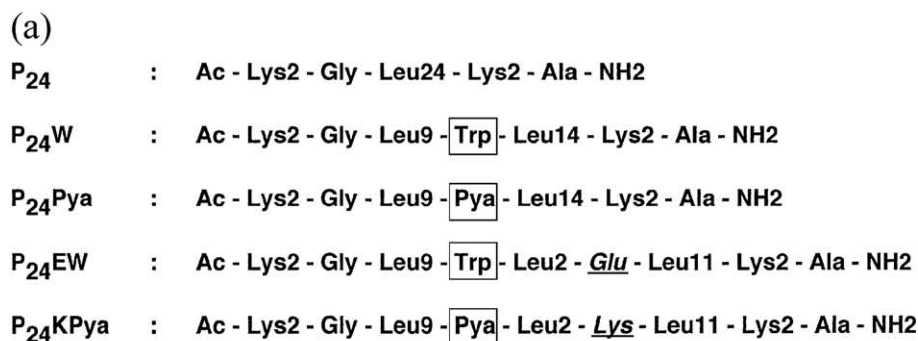 (a)
P24 : Ac - Lys2 - Gly - Leu24 - Lys2 - Ala - NH2
P24W : Ac - Lys2 - Gly - Leu9 - Trp - Leu14 - Lys2 - Ala - NH2
P24Pya : Ac - Lys2 - Gly - Leu9 - Pya - Leu14 - Lys2 - Ala - NH2
P24EW : Ac - Lys2 - Gly - Leu9 - Trp - Leu2 - Glu - Leu11 - Lys2 - Ala - NH2
P24KPya : Ac - Lys2 - Gly - Leu9 - Pya - Leu2 - Lys - Leu11 - Lys2 - Ala - NH2